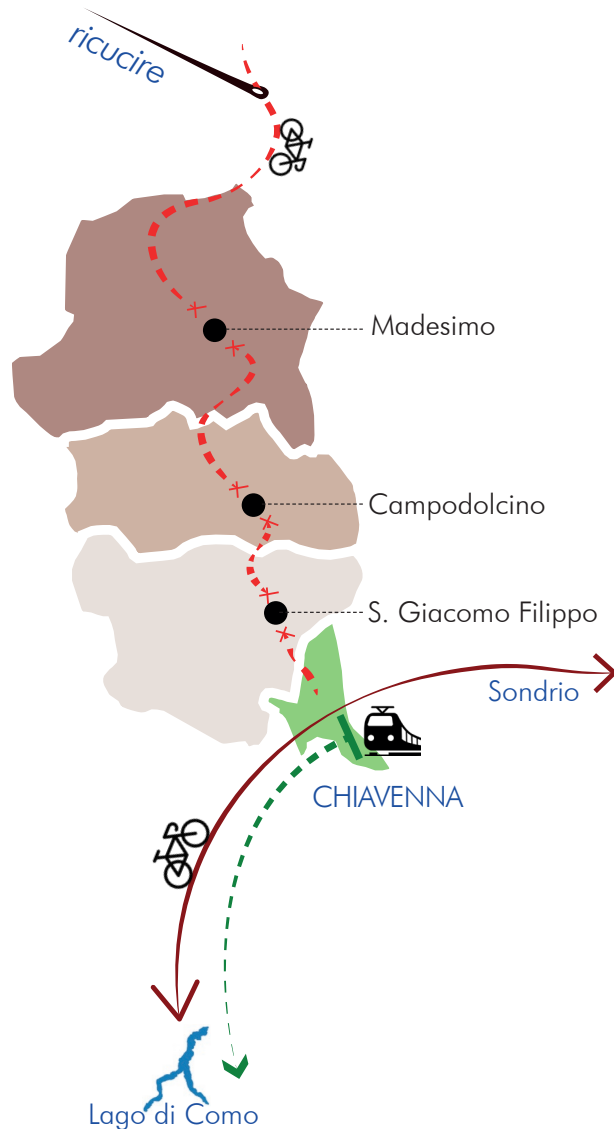 ricucire
Madesimo
Campodolcino
S. Giacomo Filippo
Sondrio
CHIAVENNA
Lago di Como